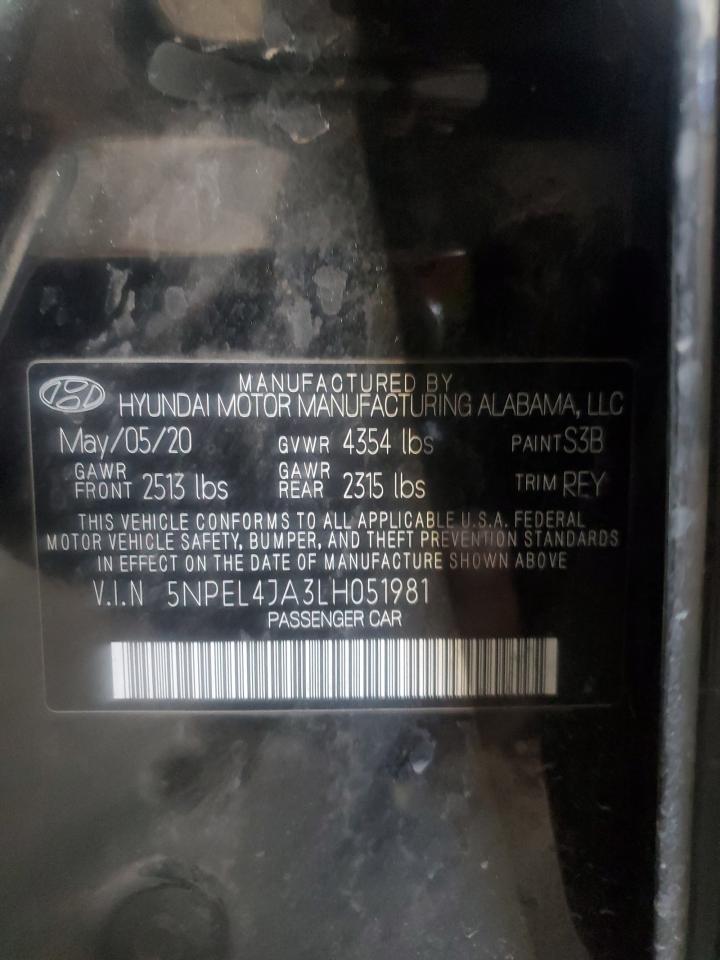 MANUFACTURED BY
HYUNDAI MOTOR MANUFACTURING ALABAMA, LLC
May/05/20 GVWR 4354 lbs PAINT S3B
GAWR FRONT 2513 lbs GAWR REAR 2315 lbs TRIM RFY
THIS VEHICLE CONFORMS TO ALL APPLICABLE U.S.A. FEDERAL
MOTOR VEHICLE SAFETY, BUMPER, AND THEFT PREVENTION STANDARDS
IN EFFECT ON THE DATE OF MANUFACTURE SHOWN ABOVE
V.I.N 5NPEL4JA3LH051981
PASSENGER CAR